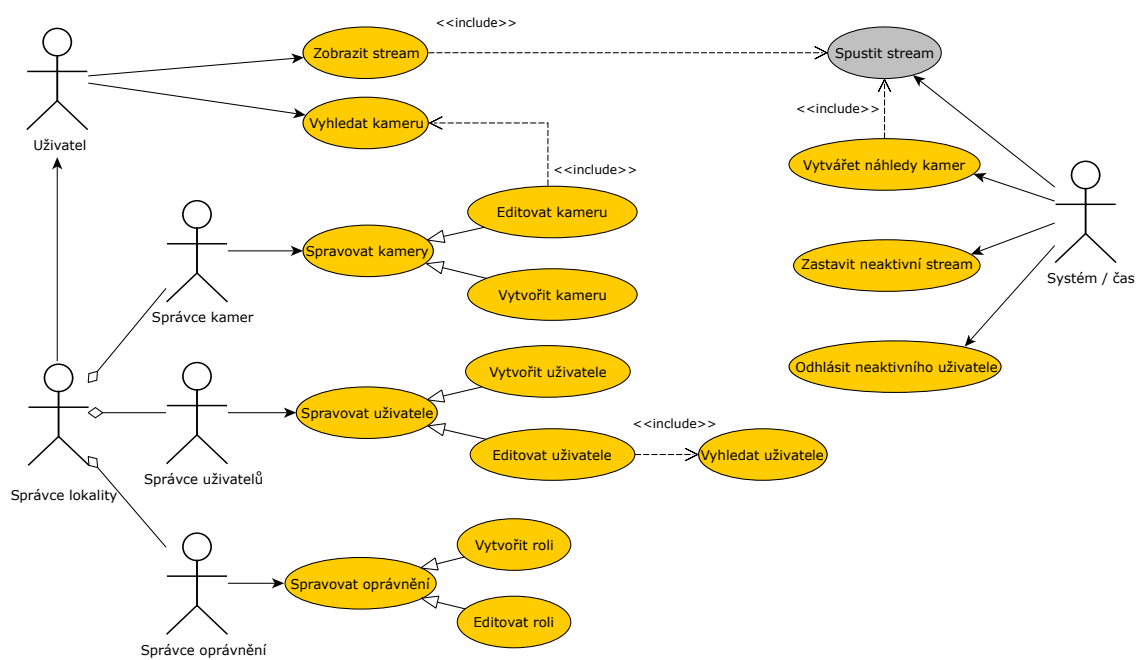 <<include>>
Zobrazit stream
Spustit stream
<<include>>
Vyhledat kameru
Uživatel
<<include>>
Vytvářet náhledy kamer
Editovat kameru
Spravovat kamery
Zastavit neaktivní stream
Systém / čas
Vytvořit kameru
Správce kamer
Odhlásit neaktivního uživatele
Vytvořit uživatele
Spravovat uživatele
<<include>>
Editovat uživatele
Vyhledat uživatele
Správce uživatelů
Správce lokality
Vytvořit roli
Spravovat oprávnění
Editovat roli
Správce oprávnění